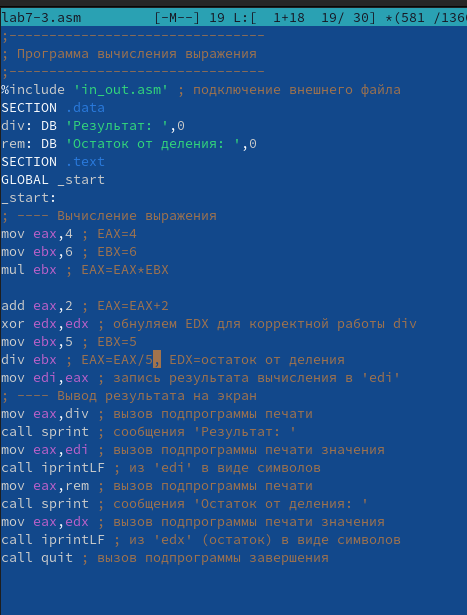 lab7-3.asm [-M--] 19 L:[ 1+18 19/ 30] *(581 /136
;--------------------------------
; Программа вычисления выражения
;--------------------------------
%include 'in_out.asm' ; подключение внешнего файла
SECTION .data
div: DB 'Результат: ',0
rem: DB 'Остаток от деления: ',0
SECTION .text
GLOBAL _start
_start:
; ---- Вычисление выражения
mov eax,4 ; EAX=4
mov ebx,6 ; EBX=6
mul ebx ; EAX=EAX*EBX

add eax,2 ; EAX=EAX+2
xor edx,edx ; обнуляем EDX для корректной работы div
mov ebx,5 ; EBX=5
div ebx ; EAX=EAX/5, EDX=остаток от деления
mov edi,eax ; запись результата вычисления в 'edi'
; ---- Вывод результата на экран
mov eax,div ; вызов подпрограммы печати
call sprint ; сообщения 'Результат: '
mov eax,edi ; вызов подпрограммы печати значения
call iprintLF ; из 'edi' в виде символов
mov eax,rem ; вызов подпрограммы печати
call sprint ; сообщения 'Остаток от деления: '
mov eax,edx ; вызов подпрограммы печати значения
call iprintLF ; из 'edx' (остаток) в виде символов
call quit ; вызов подпрограммы завершения